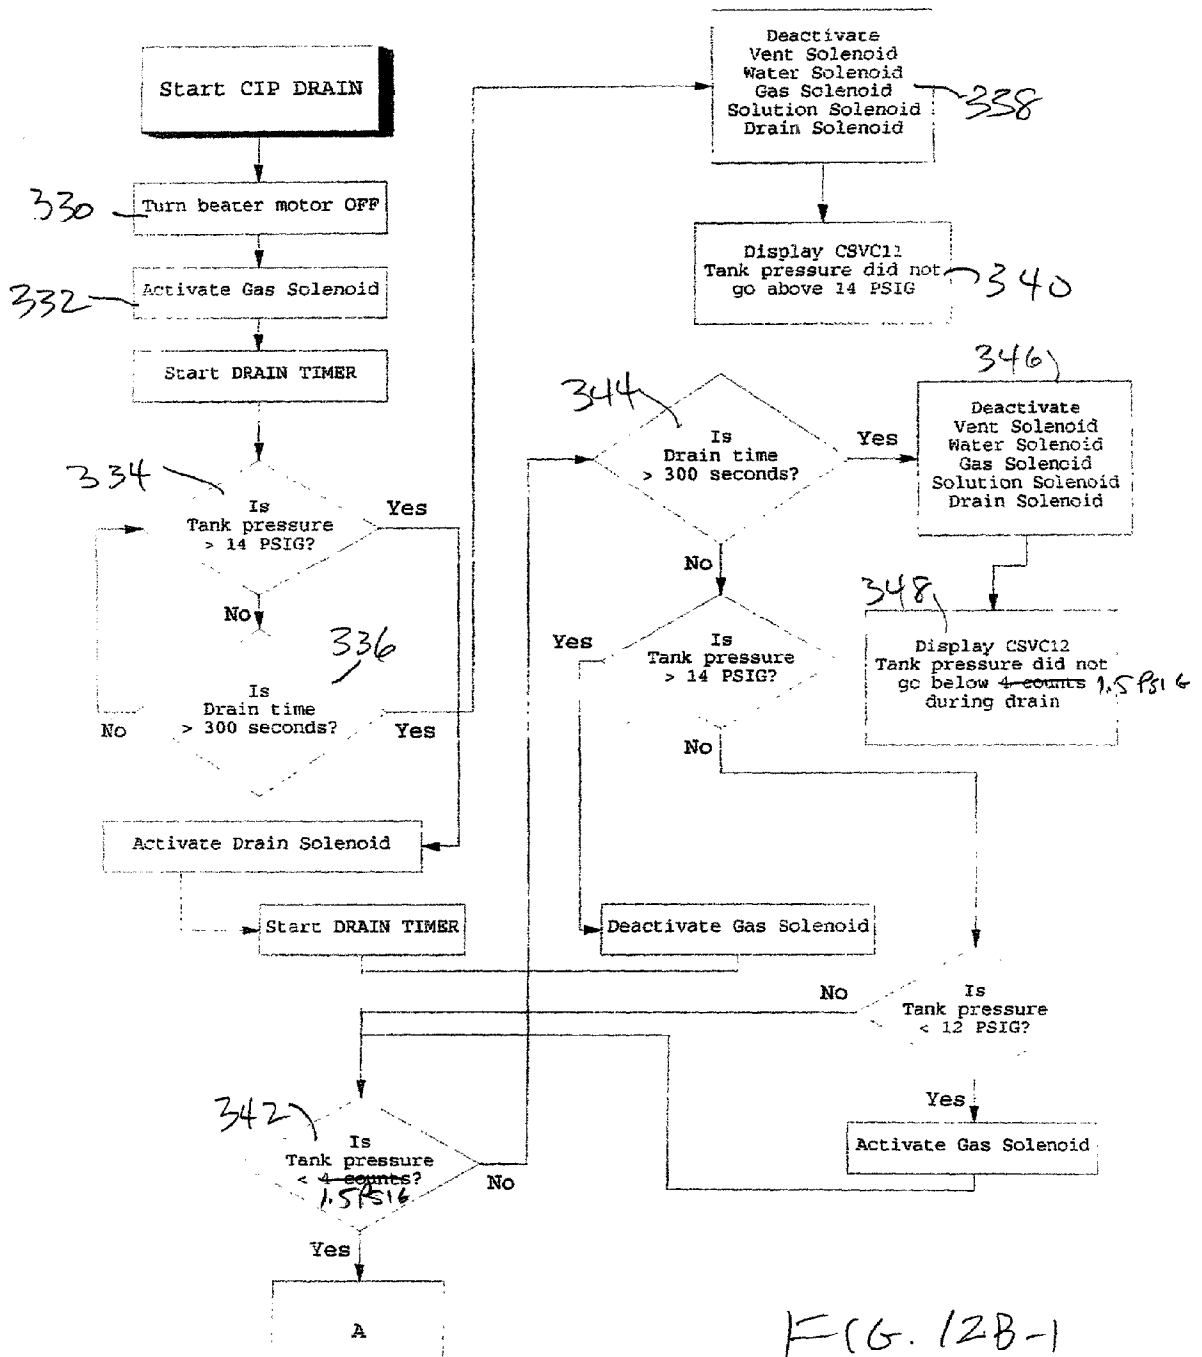 Start CIP DRAIN
330
Turn beater motor OFF
332
Activate Gas Solenoid
Start DRAIN TIMER
334
Is
Tank pressure
> 14 PSIG?
Yes
No
336
Is
Drain time
> 300 seconds?
No
Yes
Activate Drain Solenoid
Start DRAIN TIMER
Deactivate
Vent Solenoid
Water Solenoid
Gas Solenoid
Solution Solenoid
Drain Solenoid
338
Display CSVC11
Tank pressure did not
go above 14 PSIG
340
344
Is
Drain time
> 300 seconds?
Yes
No
346
Deactivate
Vent Solenoid
Water Solenoid
Gas Solenoid
Solution Solenoid
Drain Solenoid
348
Display CSVC12
Tank pressure did not
go below 4 counts 1.5 PSIG
during drain
Is
Tank pressure
> 14 PSIG?
Yes
No
Deactivate Gas Solenoid
Is
Tank pressure
< 12 PSIG?
No
Yes
Activate Gas Solenoid
342
Is
Tank pressure
< 4 counts?
1.5 PSIG
No
Yes
A
FIG. 12B-1